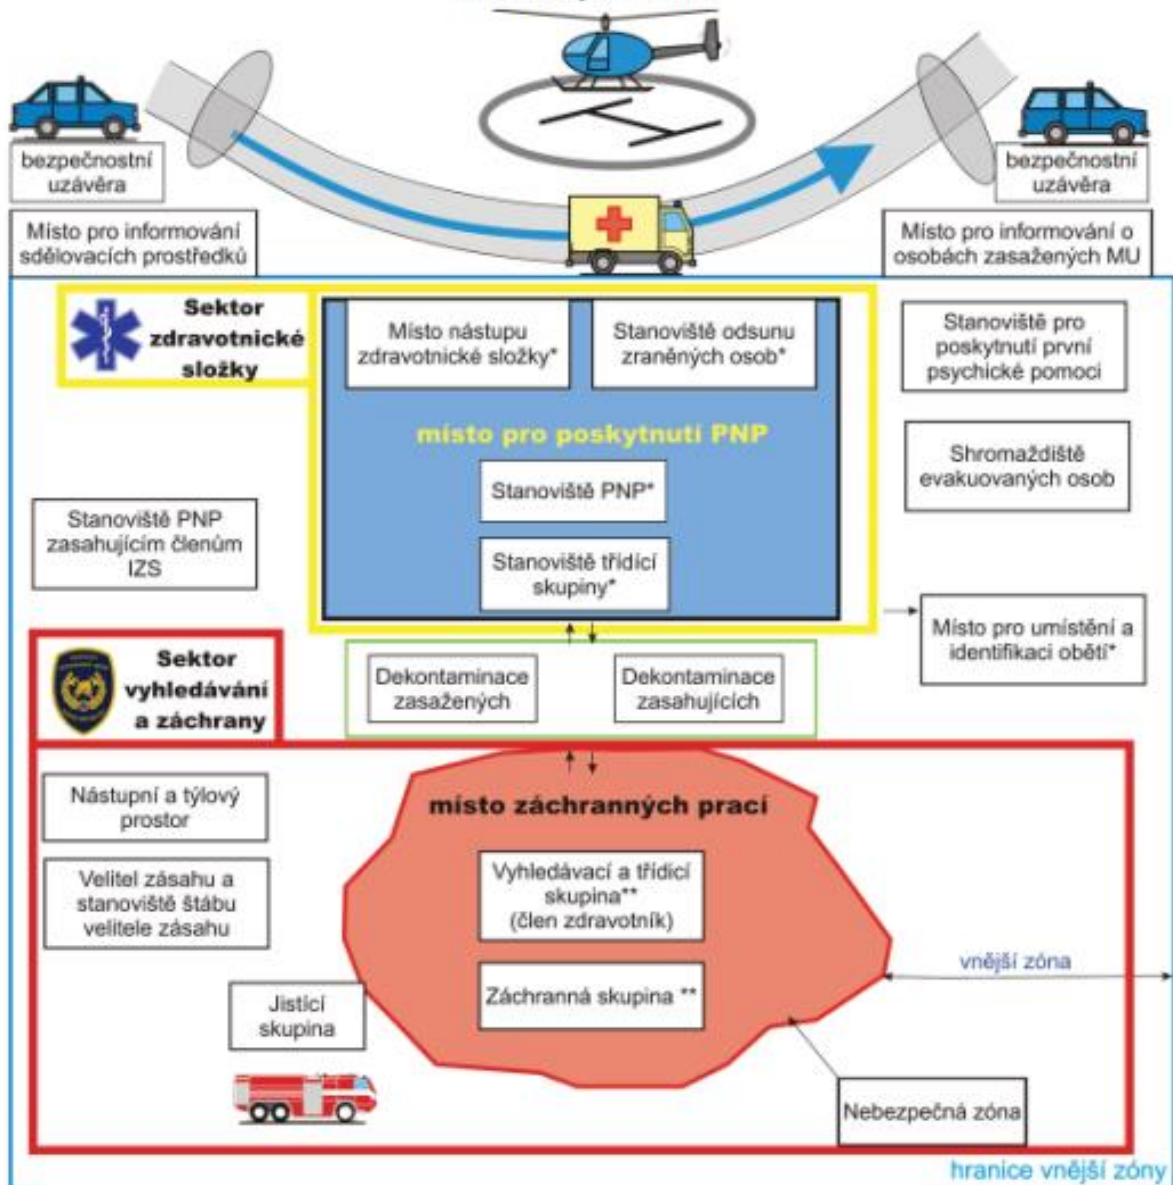 bezpečnostní
uzávěra
bezpečnostní
uzávěra
Místo pro informování
sdělovacích prostředků
Místo pro informování o
osobách zasažených MU
Sektor
zdravotnické
složky
Místo nástupu
zdravotnické složky*
Stanoviště odsunu
zraněných osob*
Stanoviště pro
poskytnutí první
psychické pomoci
místo pro poskytnutí PNP
Shromaždiště
evakuovaných osob
Stanoviště PNP*
Stanoviště PNP
zasahujícím členům
IZS
Stanoviště třídící
skupiny*
Místo pro umístění a
identifikaci obětí*
Sektor
vyhledávání
a záchrany
Dekontaminace
zasažených
Dekontaminace
zasahujících
Nástupní a týlový
prostor
místo záchranných prací
Velitel zásahu a
stanoviště štábu
velitele zásahu
Vyhledávací a třídící
skupina**
(člen zdravotník)
vnější zóna
Záchranná skupina **
Jistící
skupina
Nebezpečná zóna
hranice vnější zóny